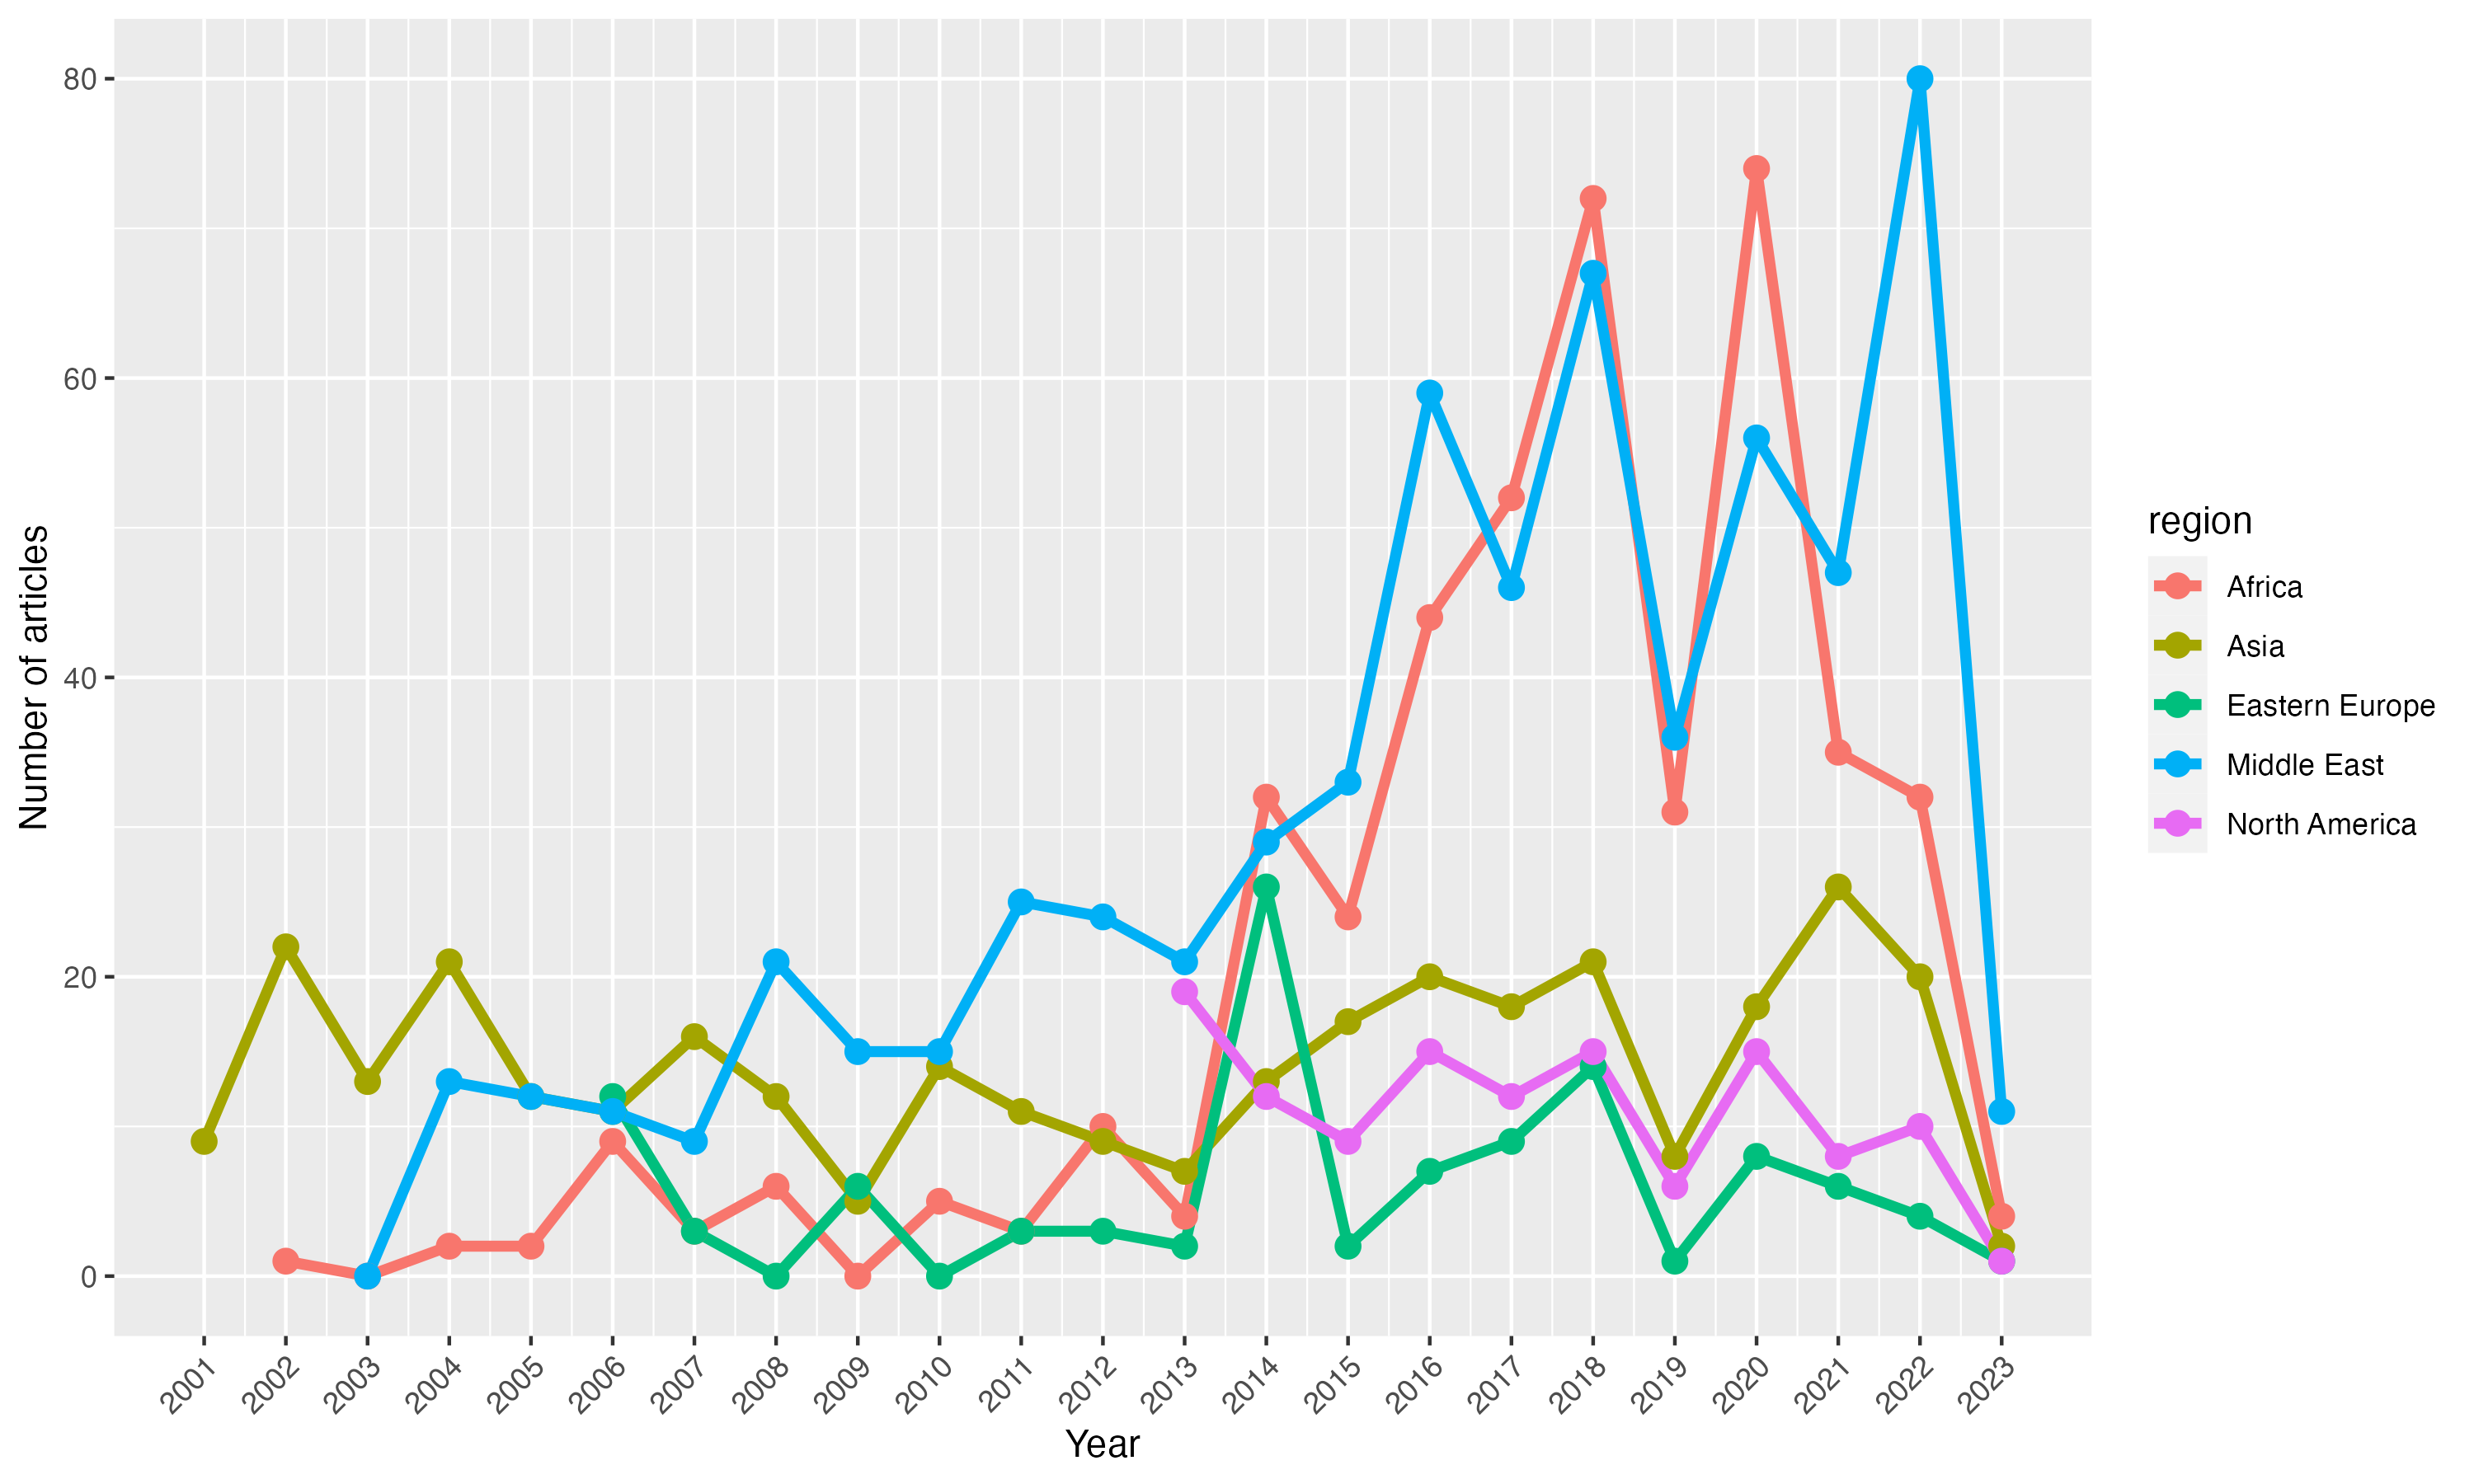 80
60
40
20
0
Number of articles
2001 2002 2003 2004 2005 2006 2007 2008 2009 2010 2011 2012 2013 2014 2015 2016 2017 2018 2019 2020 2021 2022 2023
Year
region
Africa
Asia
Eastern Europe
Middle East
North America